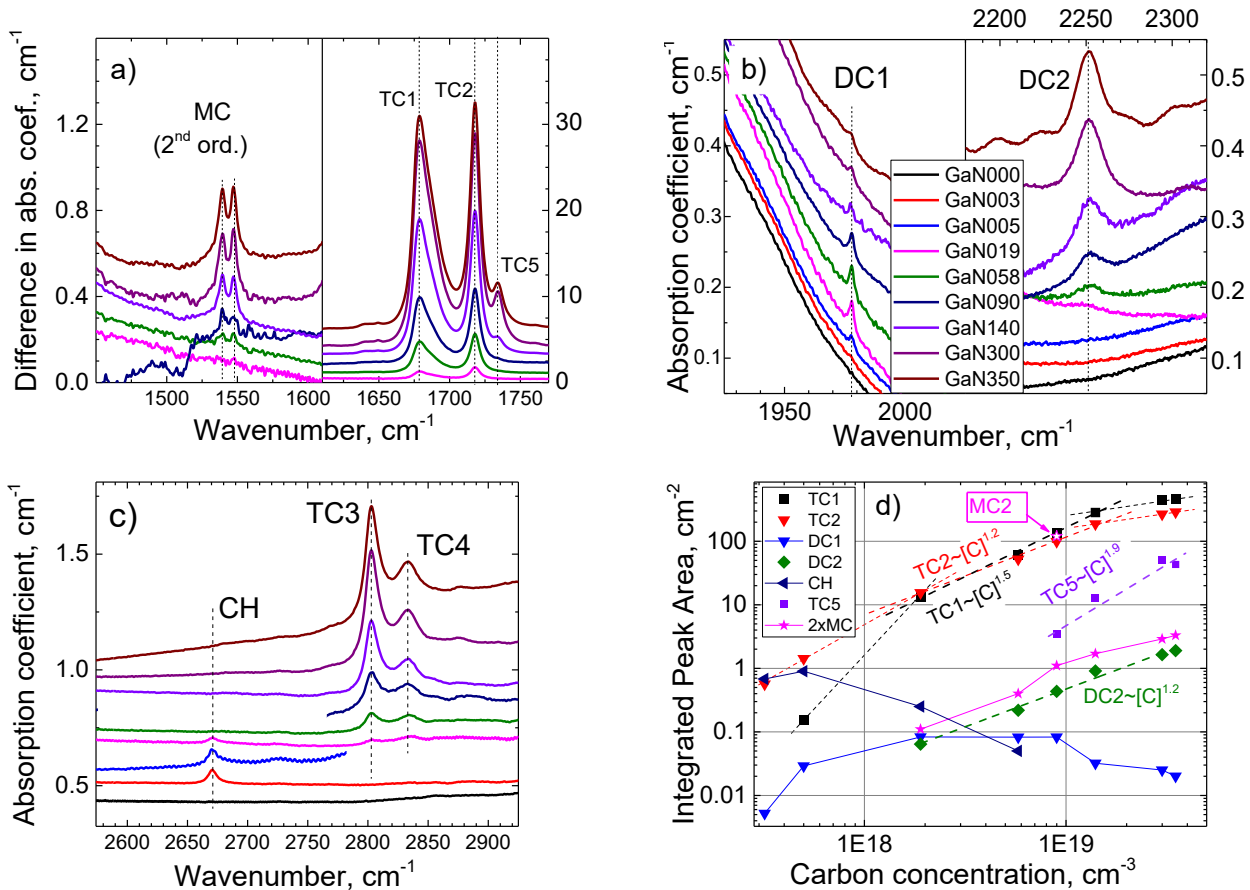 a)
MC
(2nd ord.)
TC1
TC2
TC5
Difference in abs. coef., cm-1
1.2
0.9
0.6
0.4
0.0
30
20
10
0
1500
1550
1600
1650
1700
1750
Wavenumber, cm-1
2200
2250
2300
b)
DC1
DC2
Absorption coefficient, cm-1
0.5
0.4
0.3
0.2
0.1
0.5
0.4
0.3
0.2
0.1
GaN000
GaN003
GaN005
GaN019
GaN058
GaN090
GaN140
GaN300
GaN350
1950
2000
Wavenumber, cm-1
c)
TC3
TC4
CH
Absorption coefficient, cm-1
1.5
1.0
0.5
2600
2650
2700
2750
2800
2850
2900
Wavenumber, cm-1
d)
TC1
TC2
DC1
DC2
CH
TC5
2xMC
MC2
TC2~[C]1.2
TC1~[C]1.5
TC5~[C]1.9
DC2~[C]1.2
Integrated Peak Area, cm-2
100
10
1
0.1
0.01
1E18
1E19
Carbon concentration, cm-3